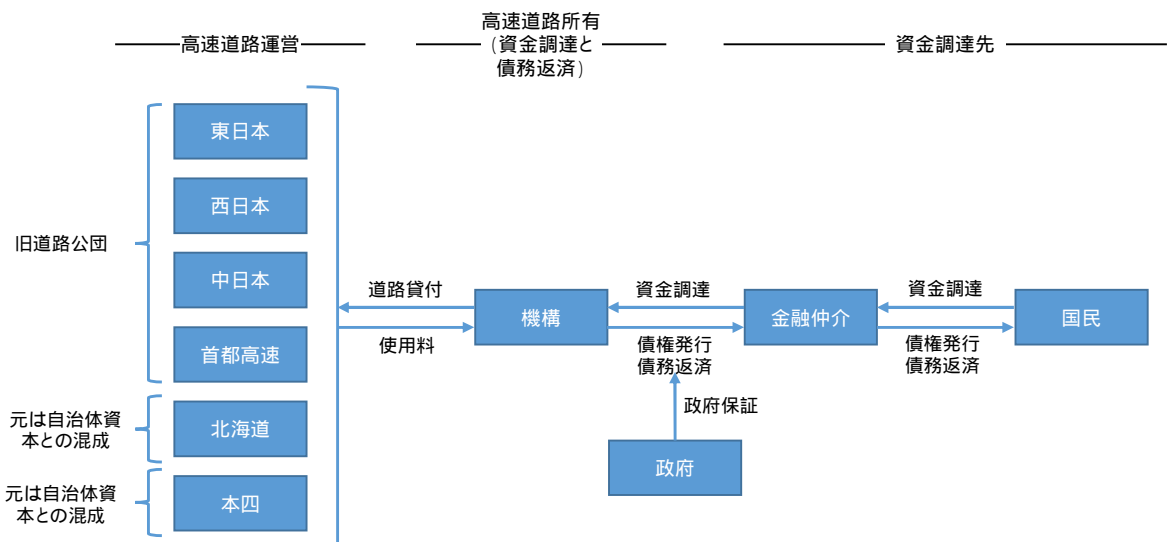 高速道路運営
高速道路所有
(資金調達と
債務返済)
資金調達先
旧道路公団
東日本
西日本
中日本
首都高速
元は自治体資
本との混成
北海道
元は自治体資
本との混成
本四
道路貸付
使用料
機構
資金調達
債権発行
債務返済
政府保証
政府
金融仲介
資金調達
債権発行
債務返済
国民